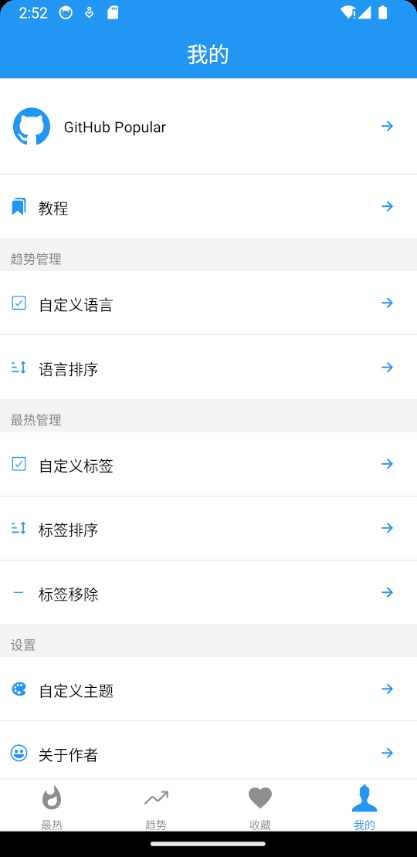 2:52
我的
GitHub Popular
教程
趋势管理
自定义语言
语言排序
最热管理
自定义标签
标签排序
标签移除
设置
自定义主题
关于作者
最热 趋势 收藏 我的